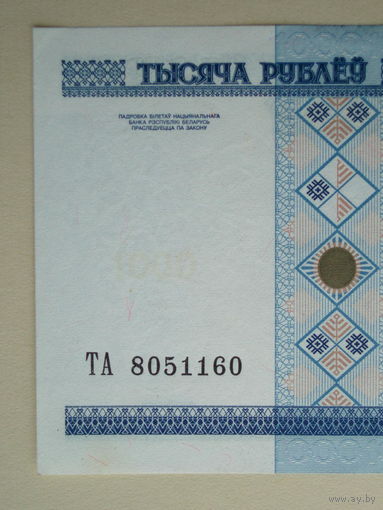 ТЫСЯЧА РУБЛЁЎ
ПАДРОБКА БІЛЕТАЎ НАЦЫЯНАЛЬНАГА
БАНКА РЭСПУБЛІКІ БЕЛАРУСЬ
ПРАСЛЕДУЕЦЦА ПА ЗАКОНУ
ТА 8051160
www.ay.by